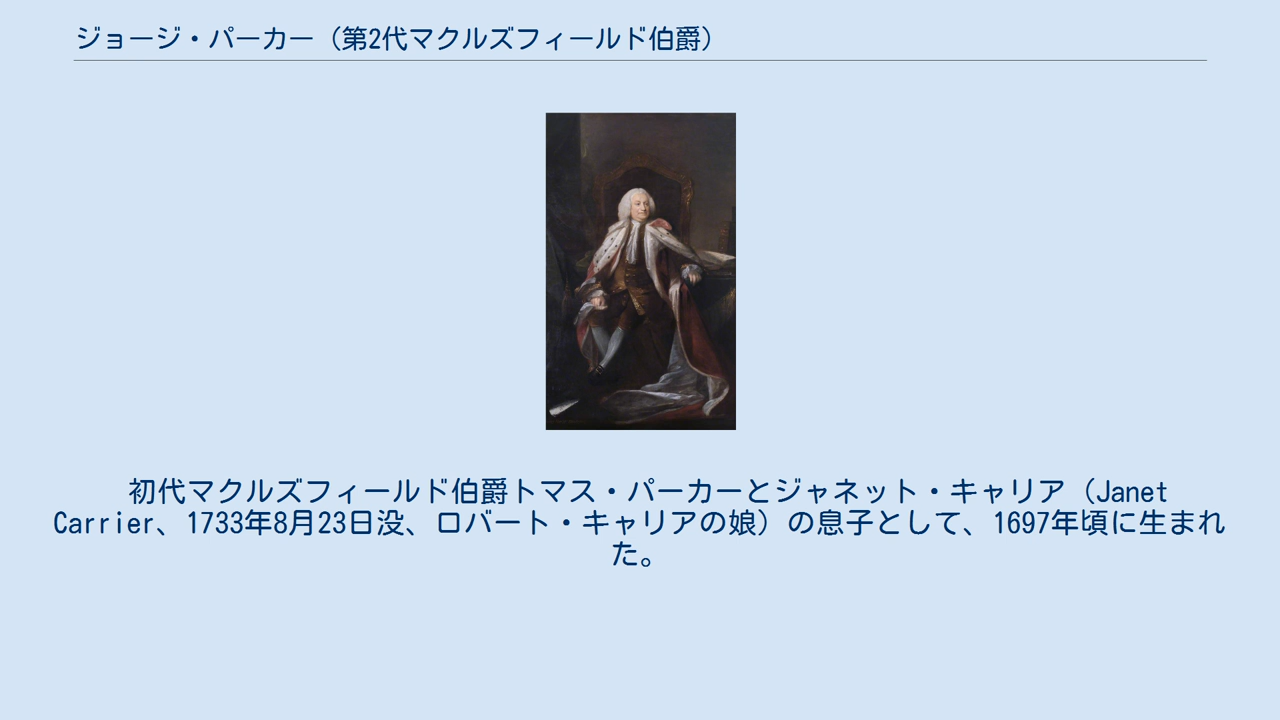 ジョージ・パーカー（第2代マクルズフィールド伯爵）
初代マクルズフィールド伯爵トマス・パーカーとジャネット・キャリア（Janet
Carrier、1733年8月23日没、ロバート・キャリアの娘）の息子として、1697年頃に生まれ
た。